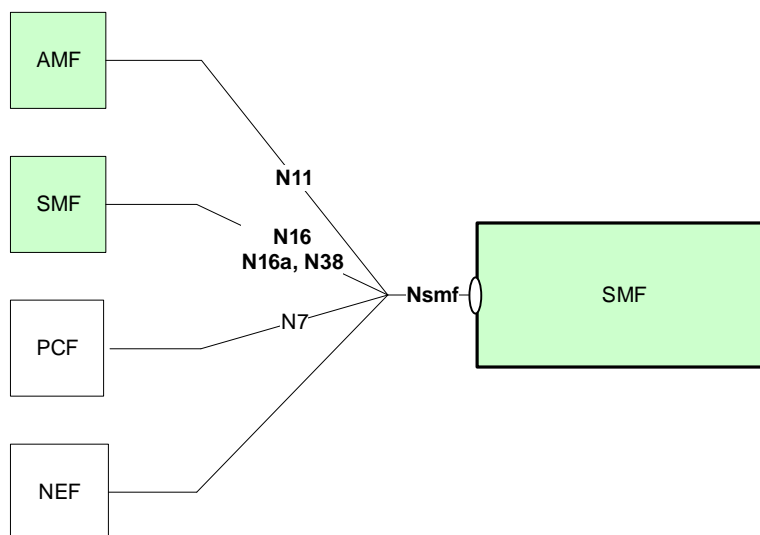 AMF
N11
SMF
N16
N16a, N38
Nsmf
SMF
PCF
N7
NEF